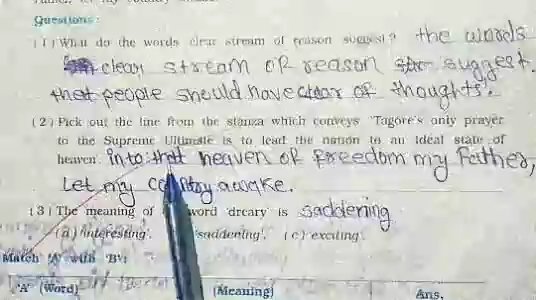 Questions:
(1) What do the words clear stream of reason suggest? the words
clear stream of reason suggest.
that people should have clear of thoughts.
(2) Pick out the line from the stanza which conveys 'Tagore's only prayer
to the Supreme Ultimate is to lead the nation to an ideal state of
heaven. into that heaven of freedom my Father,
Let my country awake.
(3) The meaning of word dreary is saddening
(a) 'interesting'. 'saddening'. (c) 'exciting'.
Match 'A' with 'B':
'A' (Word) (Meaning) Ans.